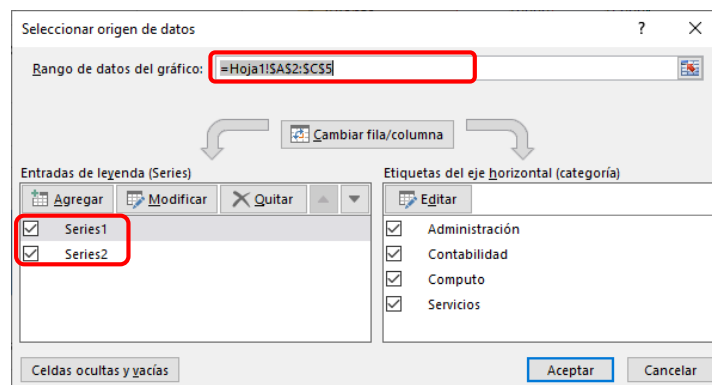 Seleccionar origen de datos ? ×
Rango de datos del gráfico: =Hoja1!$A$2:$C$5
Cambiar fila/columna
Entradas de leyenda (Series)
Agregar Modificar Quitar
Series1
Series2
Etiquetas del eje horizontal (categoría)
Editar
Administración
Contabilidad
Computo
Servicios
Celdas ocultas y vacías
Aceptar Cancelar